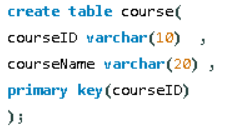 create table course(
courseID varchar(10)  ,
courseName varchar(20) ,
primary key(courseID)
);